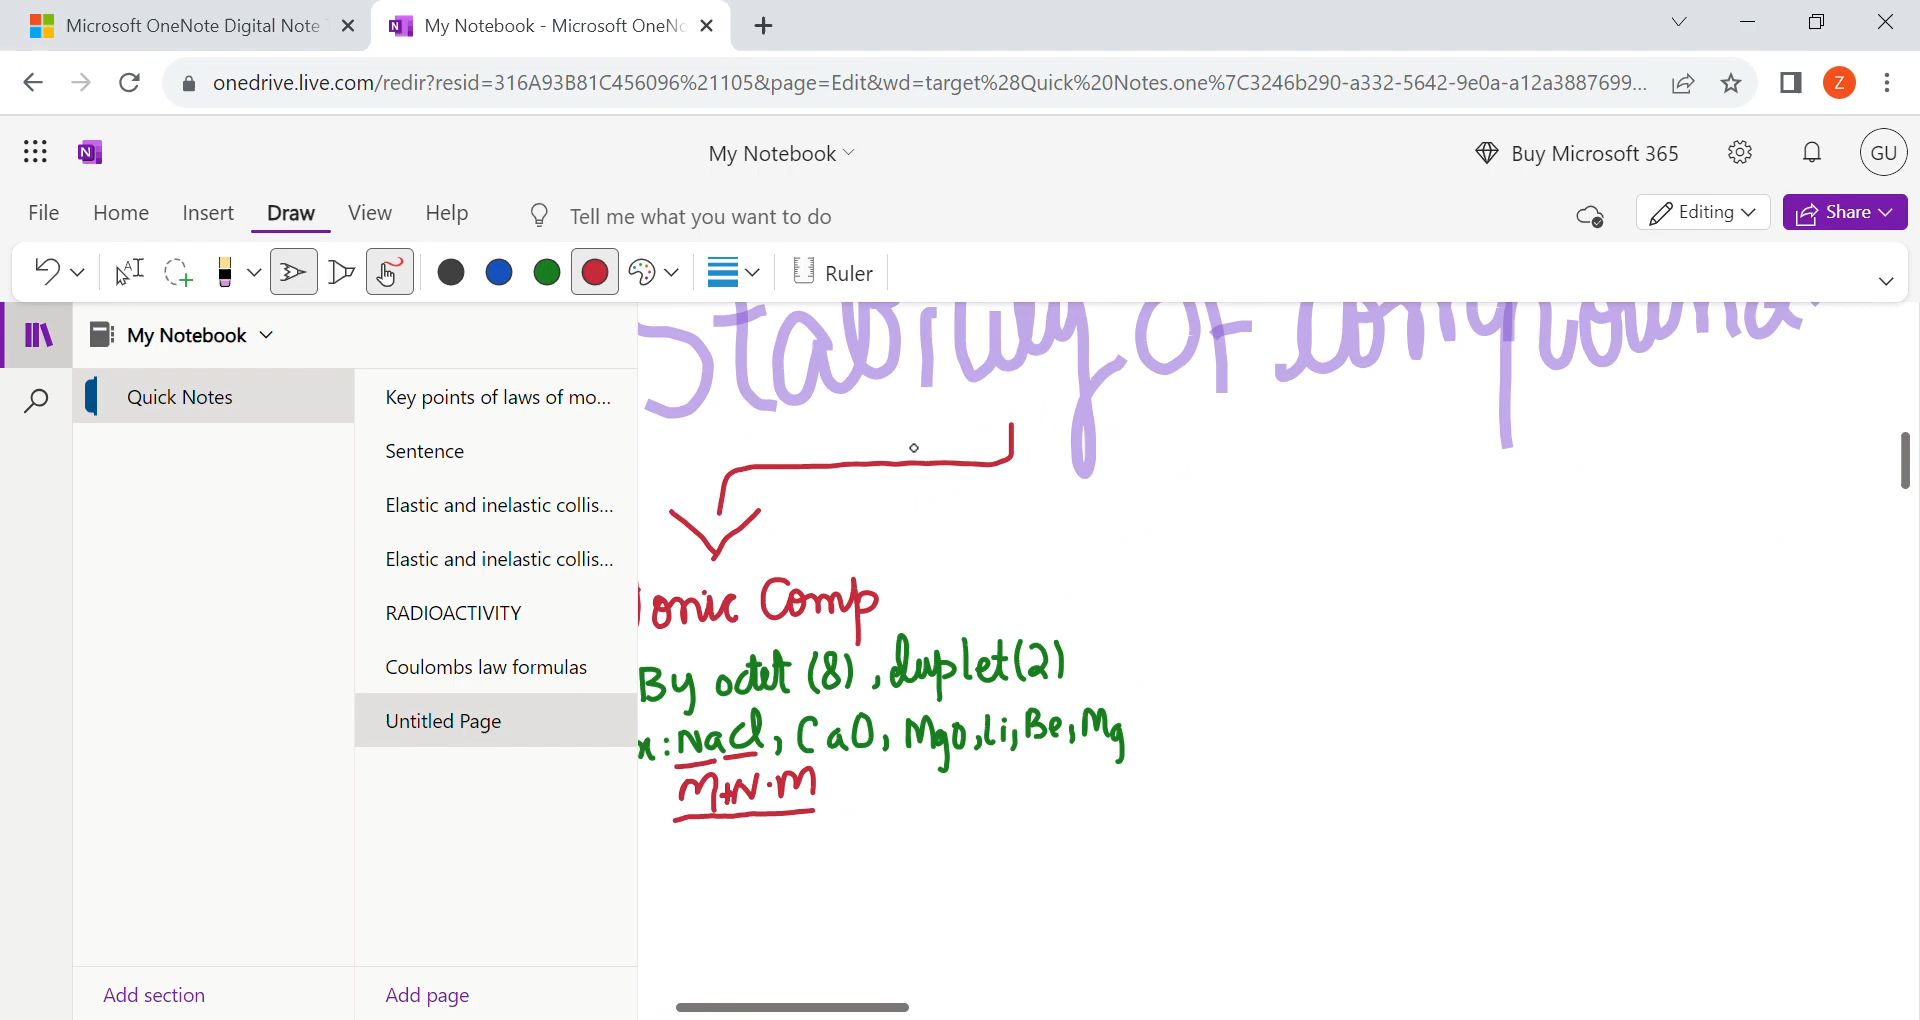 Microsoft OneNote Digital Note
My Notebook - Microsoft OneNo
onedrive.live.com/redir?resid=316A93B81C456096%21105&page=Edit&wd=target%28Quick%20Notes.one%7C3246b290-a332-5642-9e0a-a12a3887699...
Z
My Notebook
Buy Microsoft 365
GU
File Home Insert Draw View Help
Tell me what you want to do
Editing
Share
Ruler
My Notebook
Quick Notes
Key points of laws of mo...
Sentence
Elastic and inelastic collis...
Elastic and inelastic collis...
RADIOACTIVITY
Coulombs law formulas
Untitled Page
Add section
Add page
Stability of compound
Ionic Comp
By octet (8), duplet(2)
x: NaCl, CaO, MgO, Li, Be, Mg
M+N.M